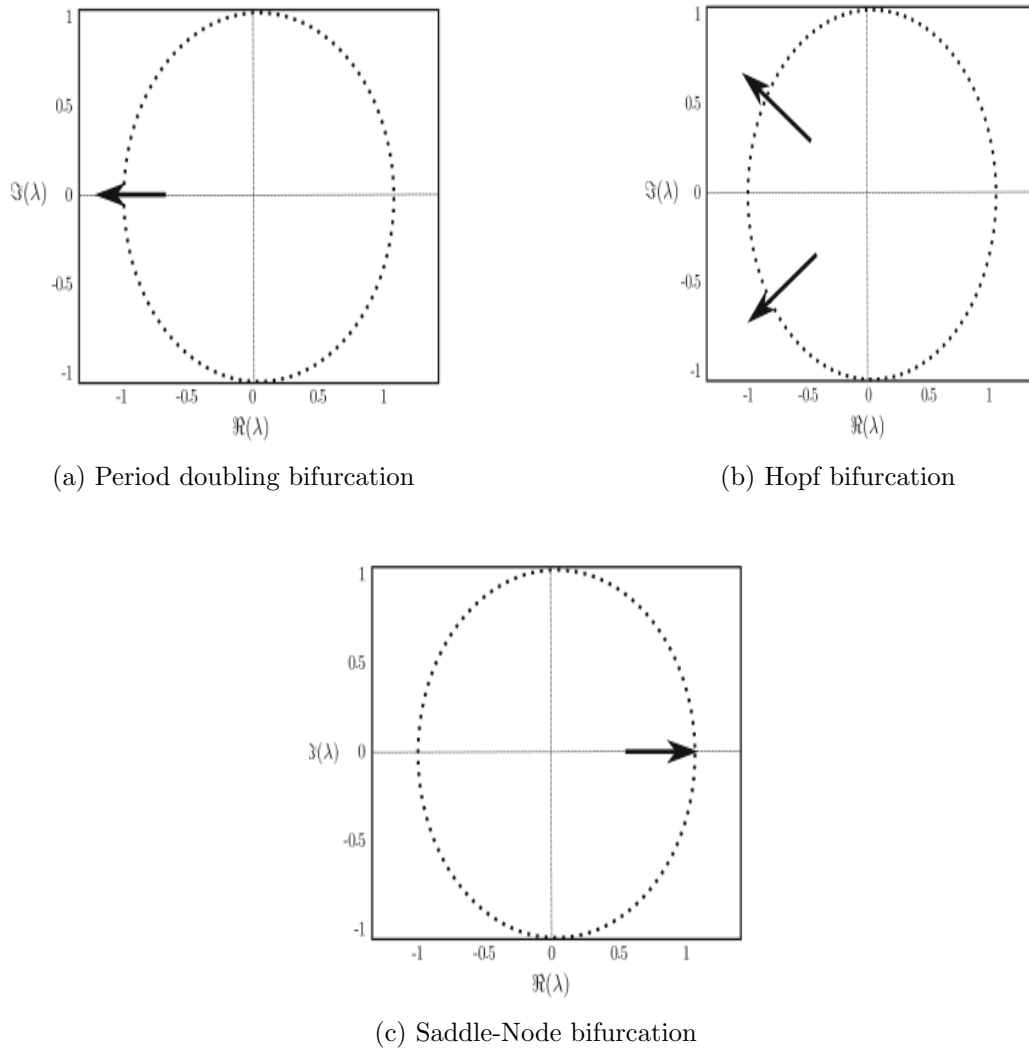 1
0.5
ℑ(λ) 0
-0.5
-1
-1 -0.5 0 0.5 1
ℜ(λ)
(a) Period doubling bifurcation
1
0.5
ℑ(λ) 0
-0.5
-1
-1 -0.5 0 0.5 1
ℜ(λ)
(b) Hopf bifurcation
1
0.5
ℑ(λ) 0
-0.5
-1
-1 -0.5 0 0.5 1
ℜ(λ)
(c) Saddle-Node bifurcation